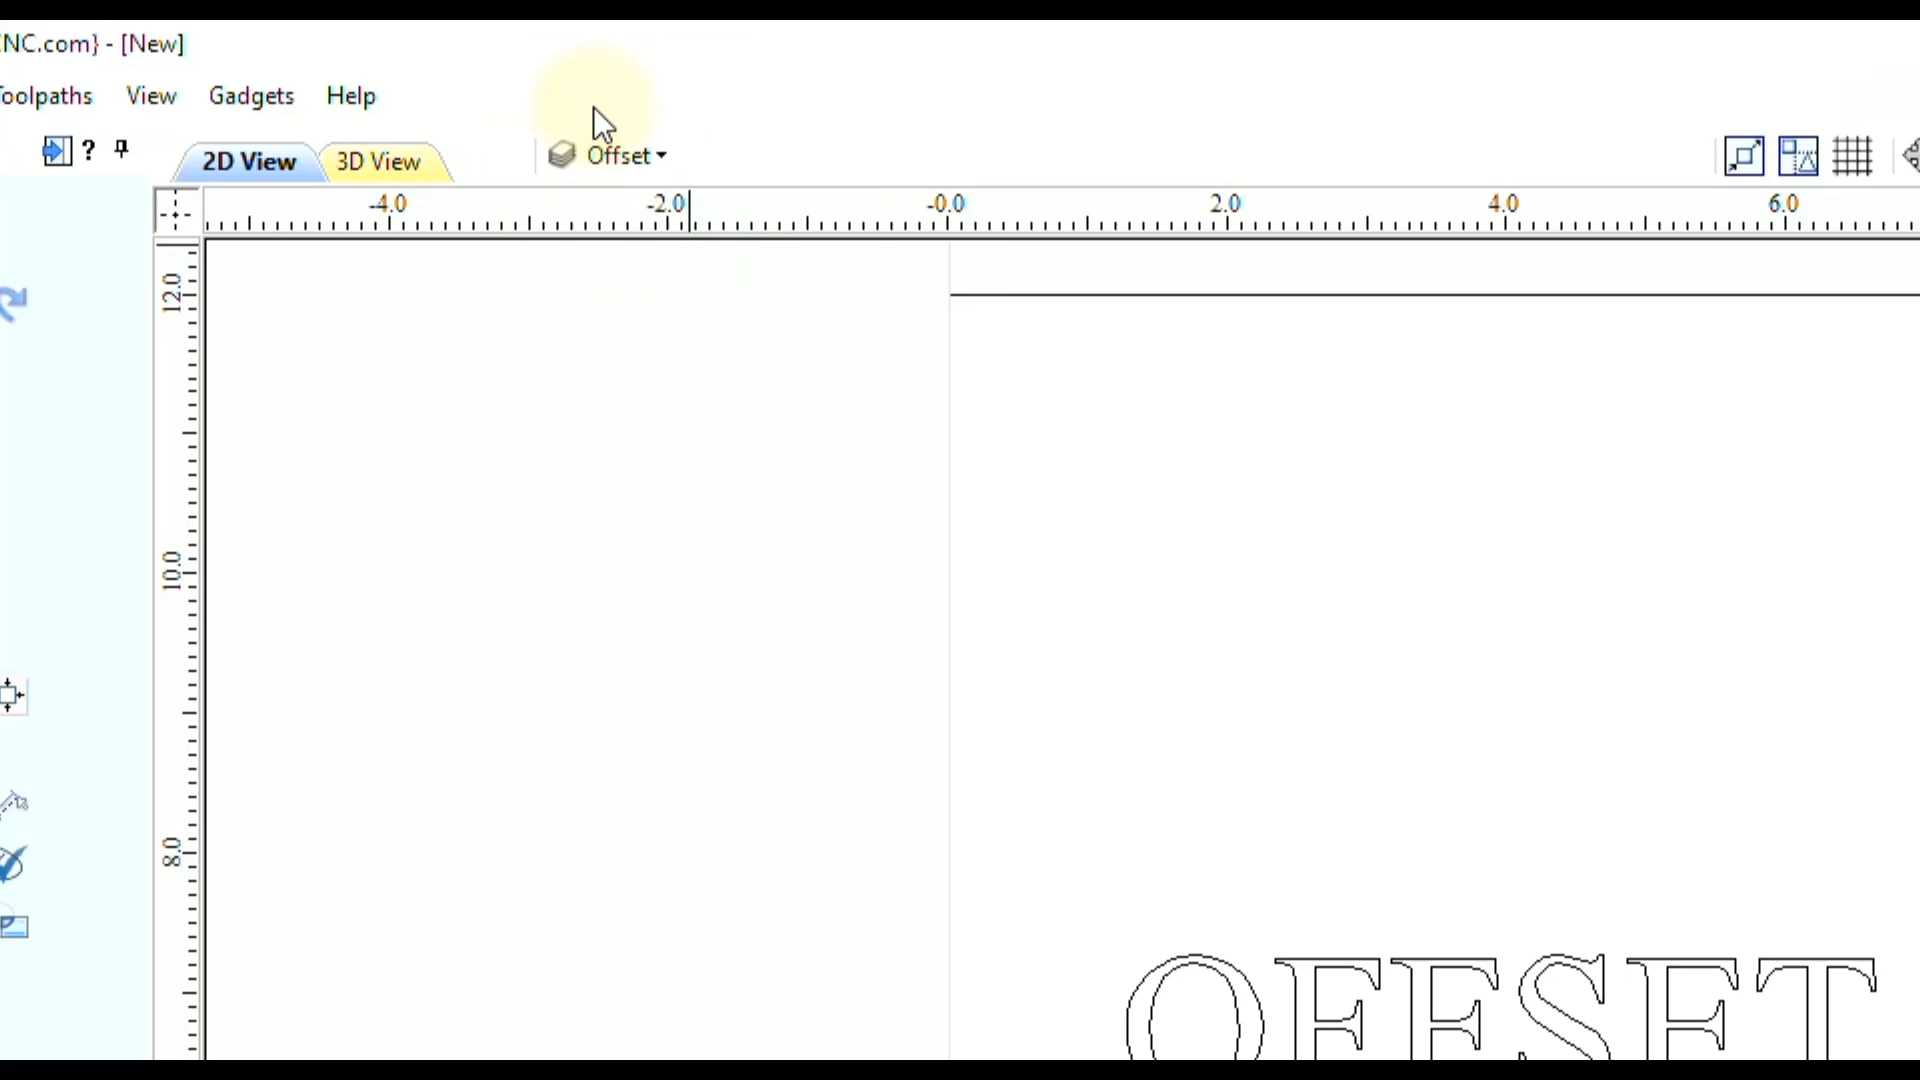 NC.com} - [New]
Toolpaths View Gadgets Help
? 2D View 3D View Offset
-4.0 -2.0 -0.0 2.0 4.0 6.0
12.0
10.0
8.0
OFFSET